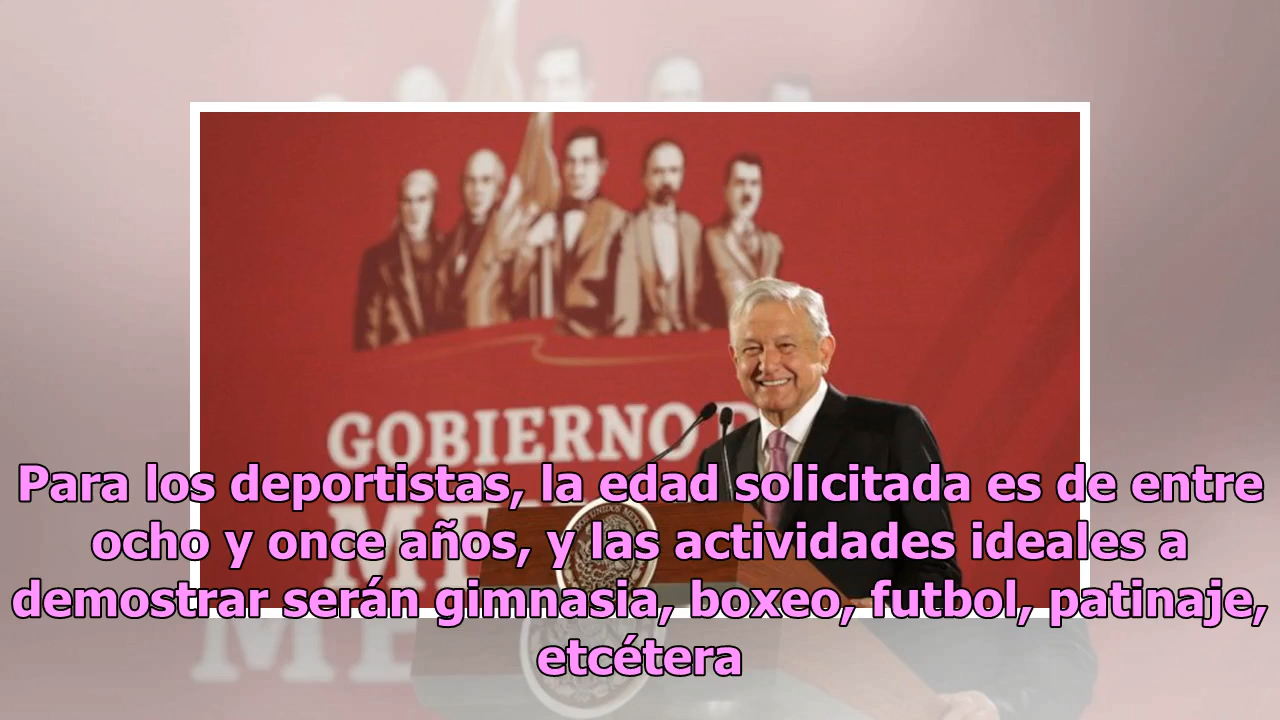 GOBIERNO D
MÉ
Para los deportistas, la edad solicitada es de entre
ocho y once años, y las actividades ideales a
demostrar serán gimnasia, boxeo, futbol, patinaje,
etcétera